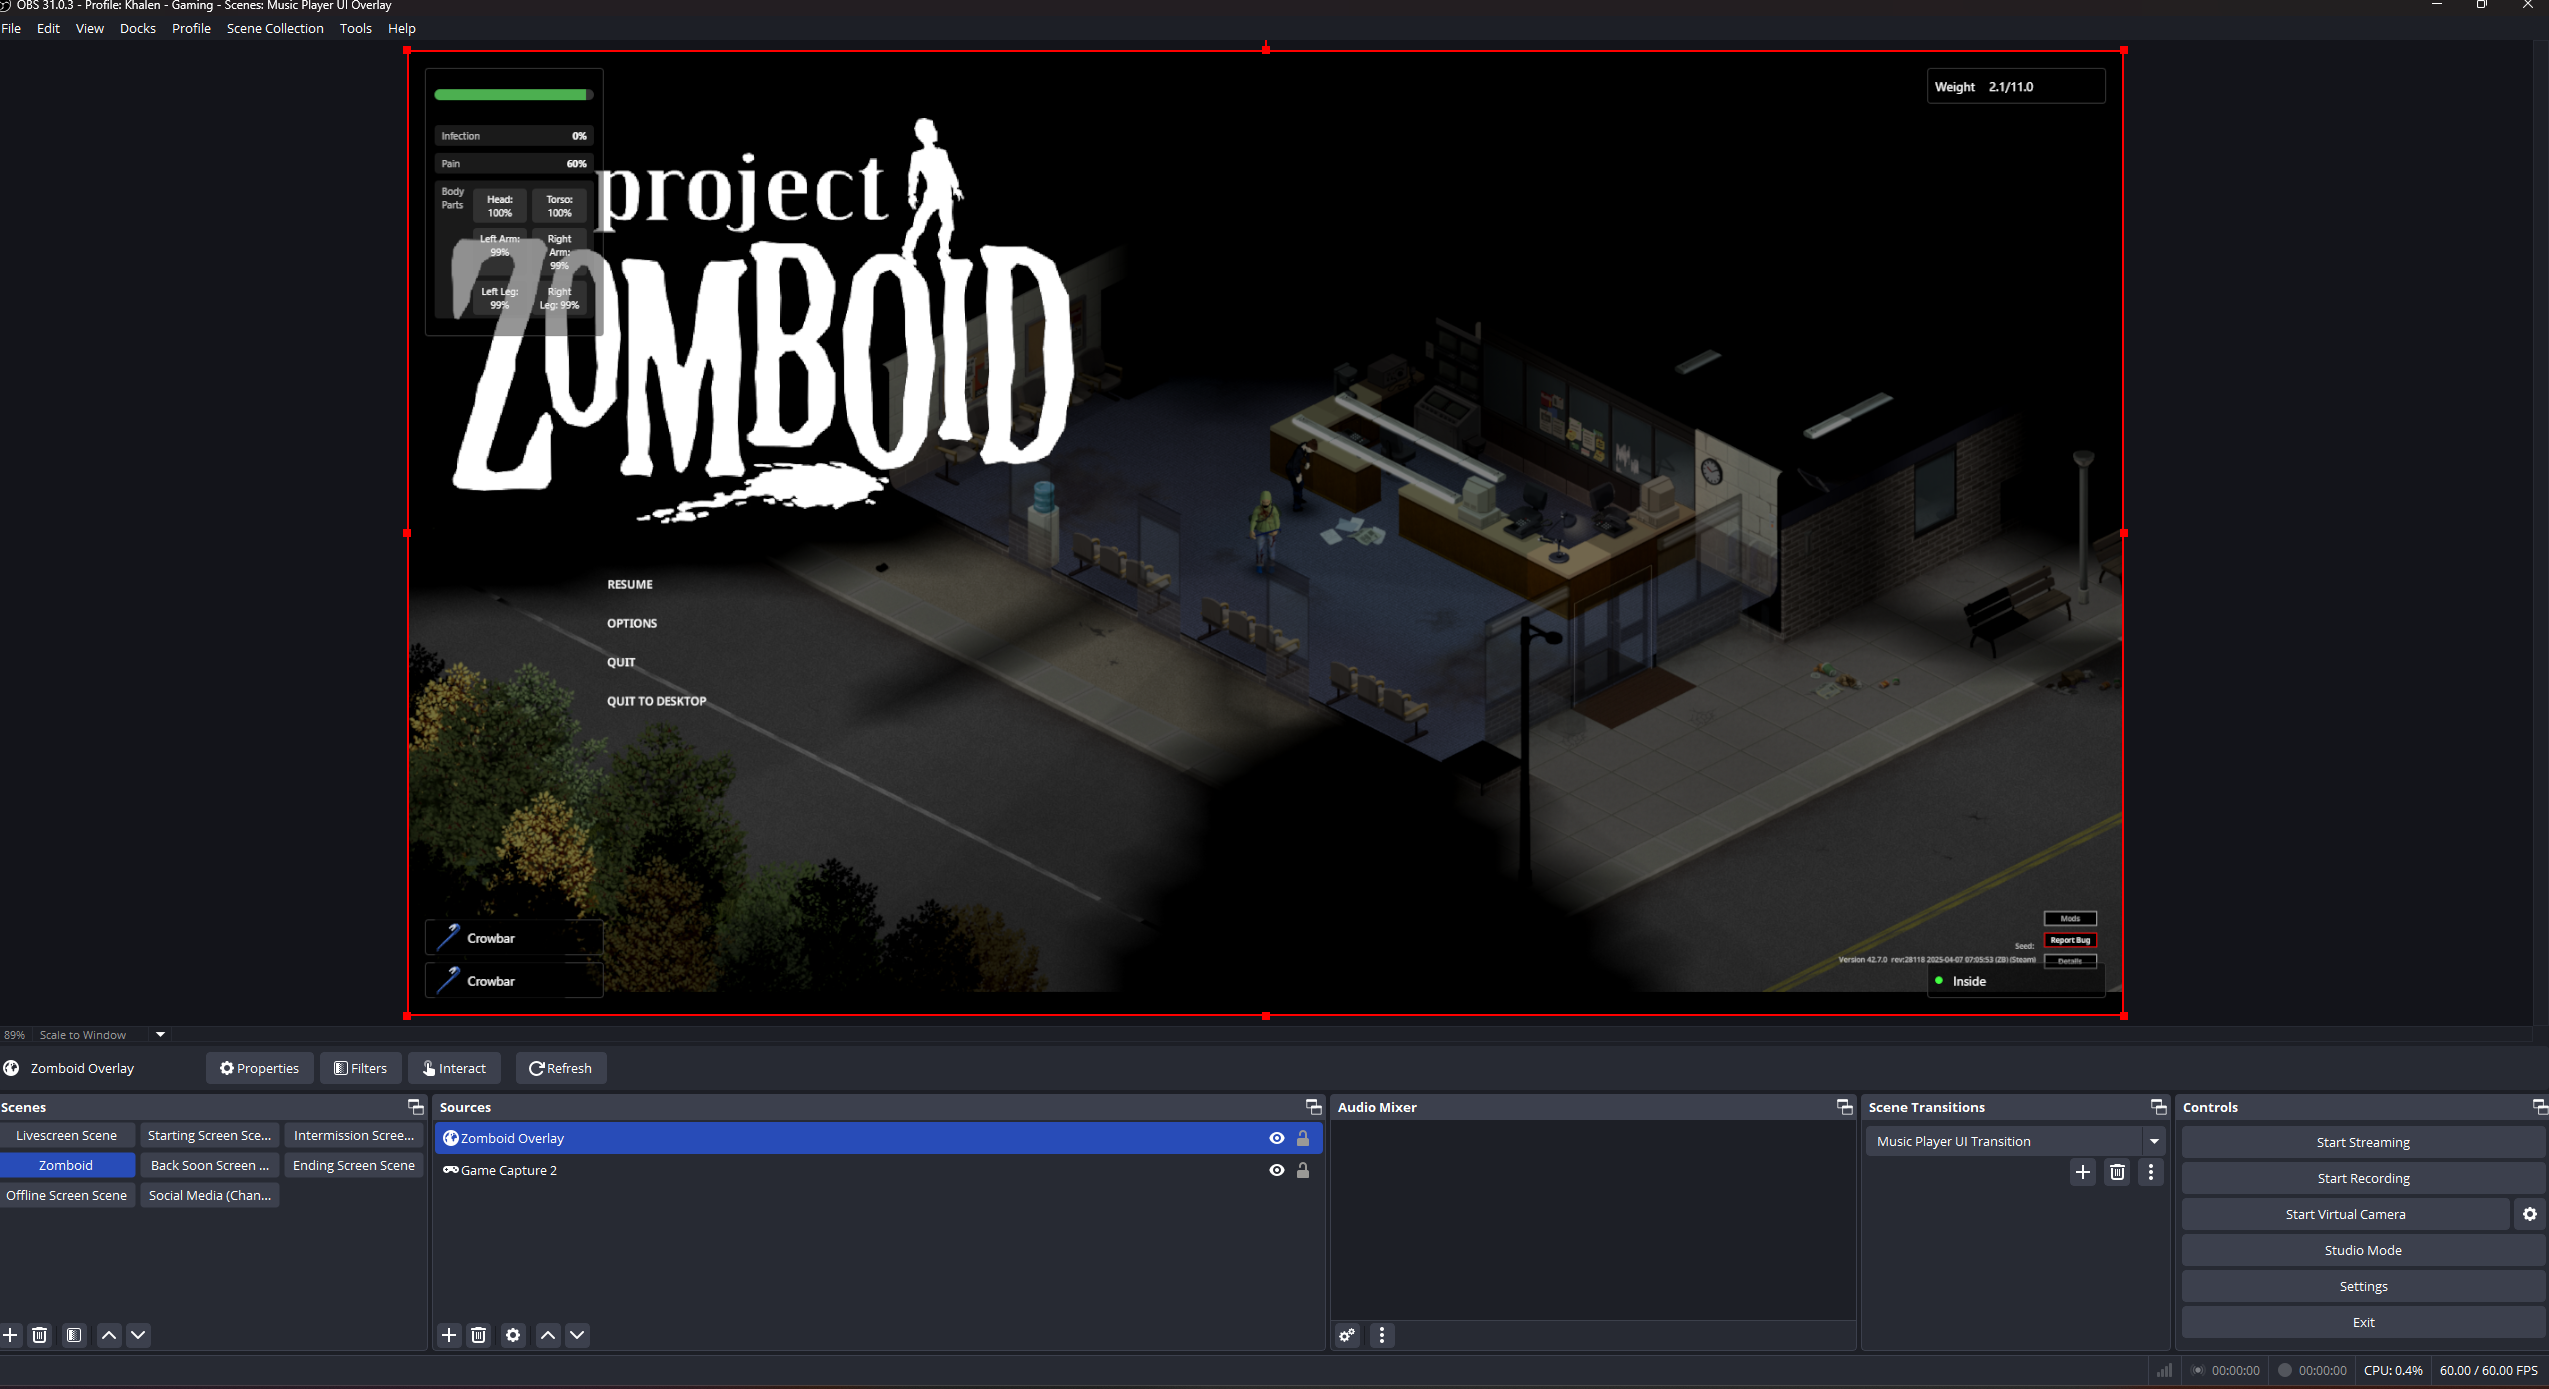 OBS 31.0.3 - Profile: Khalen - Gaming - Scenes: Music Player UI Overlay
File Edit View Docks Profile Scene Collection Tools Help
Weight 2.1/11.0
Infection 0%
Pain 60%
Body Parts
Head: 100%
Torso: 100%
Left Arm: 99%
Right Arm: 99%
Left Leg: 99%
Right Leg: 99%
project
ZOMBOID
RESUME
OPTIONS
QUIT
QUIT TO DESKTOP
Crowbar
Crowbar
Mods
Seed:
Report Bug
Version 42.7.0 rev:28118 2025-04-07 07:05:53 (ZB) (Steam)
Details
Inside
89% Scale to Window
Zomboid Overlay Properties Filters Interact Refresh
Scenes
Livescreen Scene Starting Screen Sce... Intermission Scree...
Zomboid Back Soon Screen ... Ending Screen Scene
Offline Screen Scene Social Media (Chan...
Sources
Zomboid Overlay
Game Capture 2
Audio Mixer
Scene Transitions
Music Player UI Transition
Controls
Start Streaming
Start Recording
Start Virtual Camera
Studio Mode
Settings
Exit
00:00:00 00:00:00 CPU: 0.4% 60.00 / 60.00 FPS